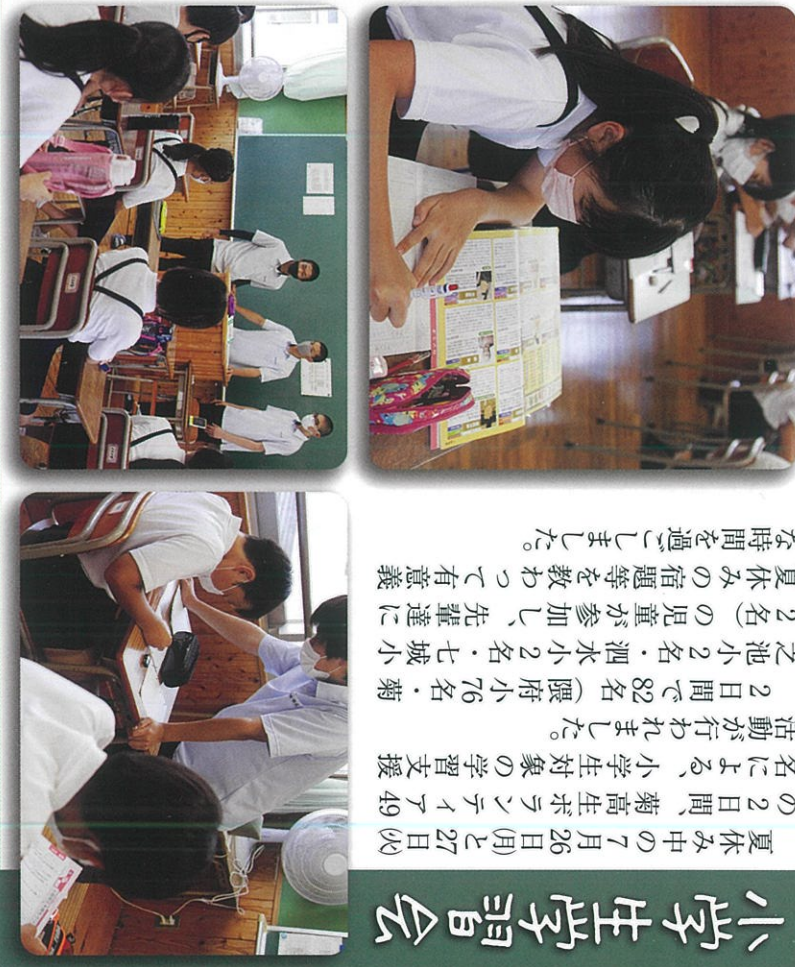 小学生学習会
夏休み中の7月26日(月)と27日(火)
の2日間、菊高生ボランティア49
名による、小学生対象の学習支援
活動が行われました。
2日間で82名(隈府小76名・菊
之池小2名・泗水小2名・七城小
2名)の児童が参加し、先輩達に
夏休みの宿題等を教わって有意義
な時間を過ごしました。